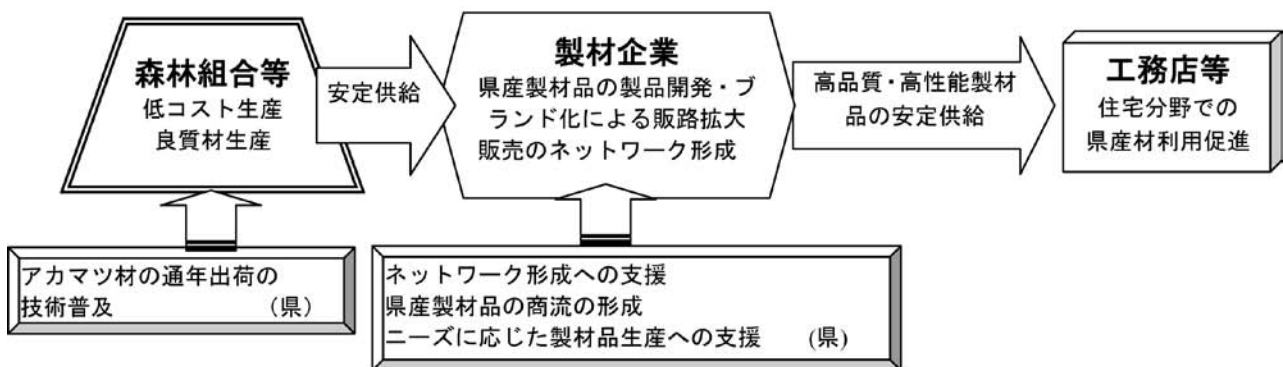 森林組合等
低コスト生産
良質材生産
安定供給
製材企業
県産製材品の製品開発・ブ
ランド化による販路拡大
販売のネットワーク形成
高品質・高性能製材
品の安定供給
工務店等
住宅分野での
県産材利用促進
アカマツ材の通年出荷の
技術普及 （県）
ネットワーク形成への支援
県産製材品の商流の形成
ニーズに応じた製材品生産への支援 (県)